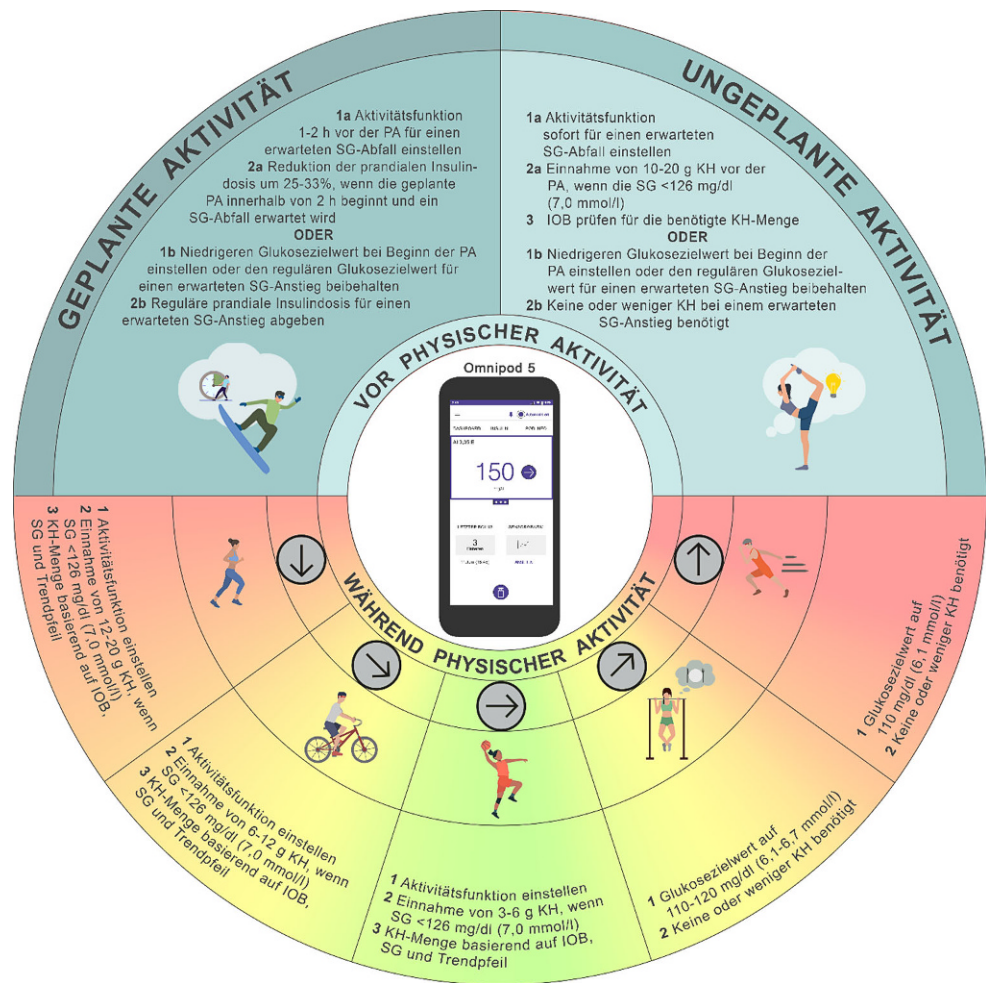 GEPLANTE AKTIVITÄT
1a Aktivitätsfunktion
1-2 h vor der PA für einen
erwarteten SG-Abfall einstellen
2a Reduktion der prandialen Insulin-
dosis um 25-33%, wenn die geplante
PA innerhalb von 2 h beginnt und ein
SG-Abfall erwartet wird
ODER
1b Niedrigeren Glukosezielwert bei Beginn der PA
einstellen oder den regulären Glukosezielwert für
einen erwarteten SG-Anstieg beibehalten
2b Reguläre prandiale Insulindosis für einen
erwarteten SG-Anstieg abgeben
UNGEPLANTE AKTIVITÄT
1a Aktivitätsfunktion
sofort für einen erwarteten
SG-Abfall einstellen
2a Einnahme von 10-20 g KH vor der
PA, wenn die SG <126 mg/dl
(7,0 mmol/l)
3 IOB prüfen für die benötigte KH-Menge
ODER
1b Niedrigeren Glukosezielwert bei Beginn der
PA einstellen oder den regulären Glukoseziel-
wert für einen erwarteten SG-Anstieg beibehalten
2b Keine oder weniger KH bei einem erwarteten
SG-Anstieg benötigt
VOR PHYSISCHER AKTIVITÄT
Omnipod 5
DASHBOARD
150
3
WÄHREND PHYSISCHER AKTIVITÄT
1 Aktivitätsfunktion einstellen
2 Einnahme von 12-20 g KH, wenn
SG <126 mg/dl (7,0 mmol/l)
3 KH-Menge basierend auf IOB,
SG und Trendpfeil
1 Aktivitätsfunktion einstellen
2 Einnahme von 6-12 g KH, wenn
SG <126 mg/dl (7,0 mmol/l)
3 KH-Menge basierend auf IOB,
SG und Trendpfeil
1 Aktivitätsfunktion einstellen
2 Einnahme von 3-6 g KH, wenn
SG <126 mg/dl (7,0 mmol/l)
3 KH-Menge basierend auf IOB,
SG und Trendpfeil
1 Glukosezielwert auf
110-120 mg/dl (6,1-6,7 mmol/l)
2 Keine oder weniger KH benötigt
1 Glukosezielwert auf
110 mg/dl (6,1 mmol/l)
2 Keine oder weniger KH benötigt